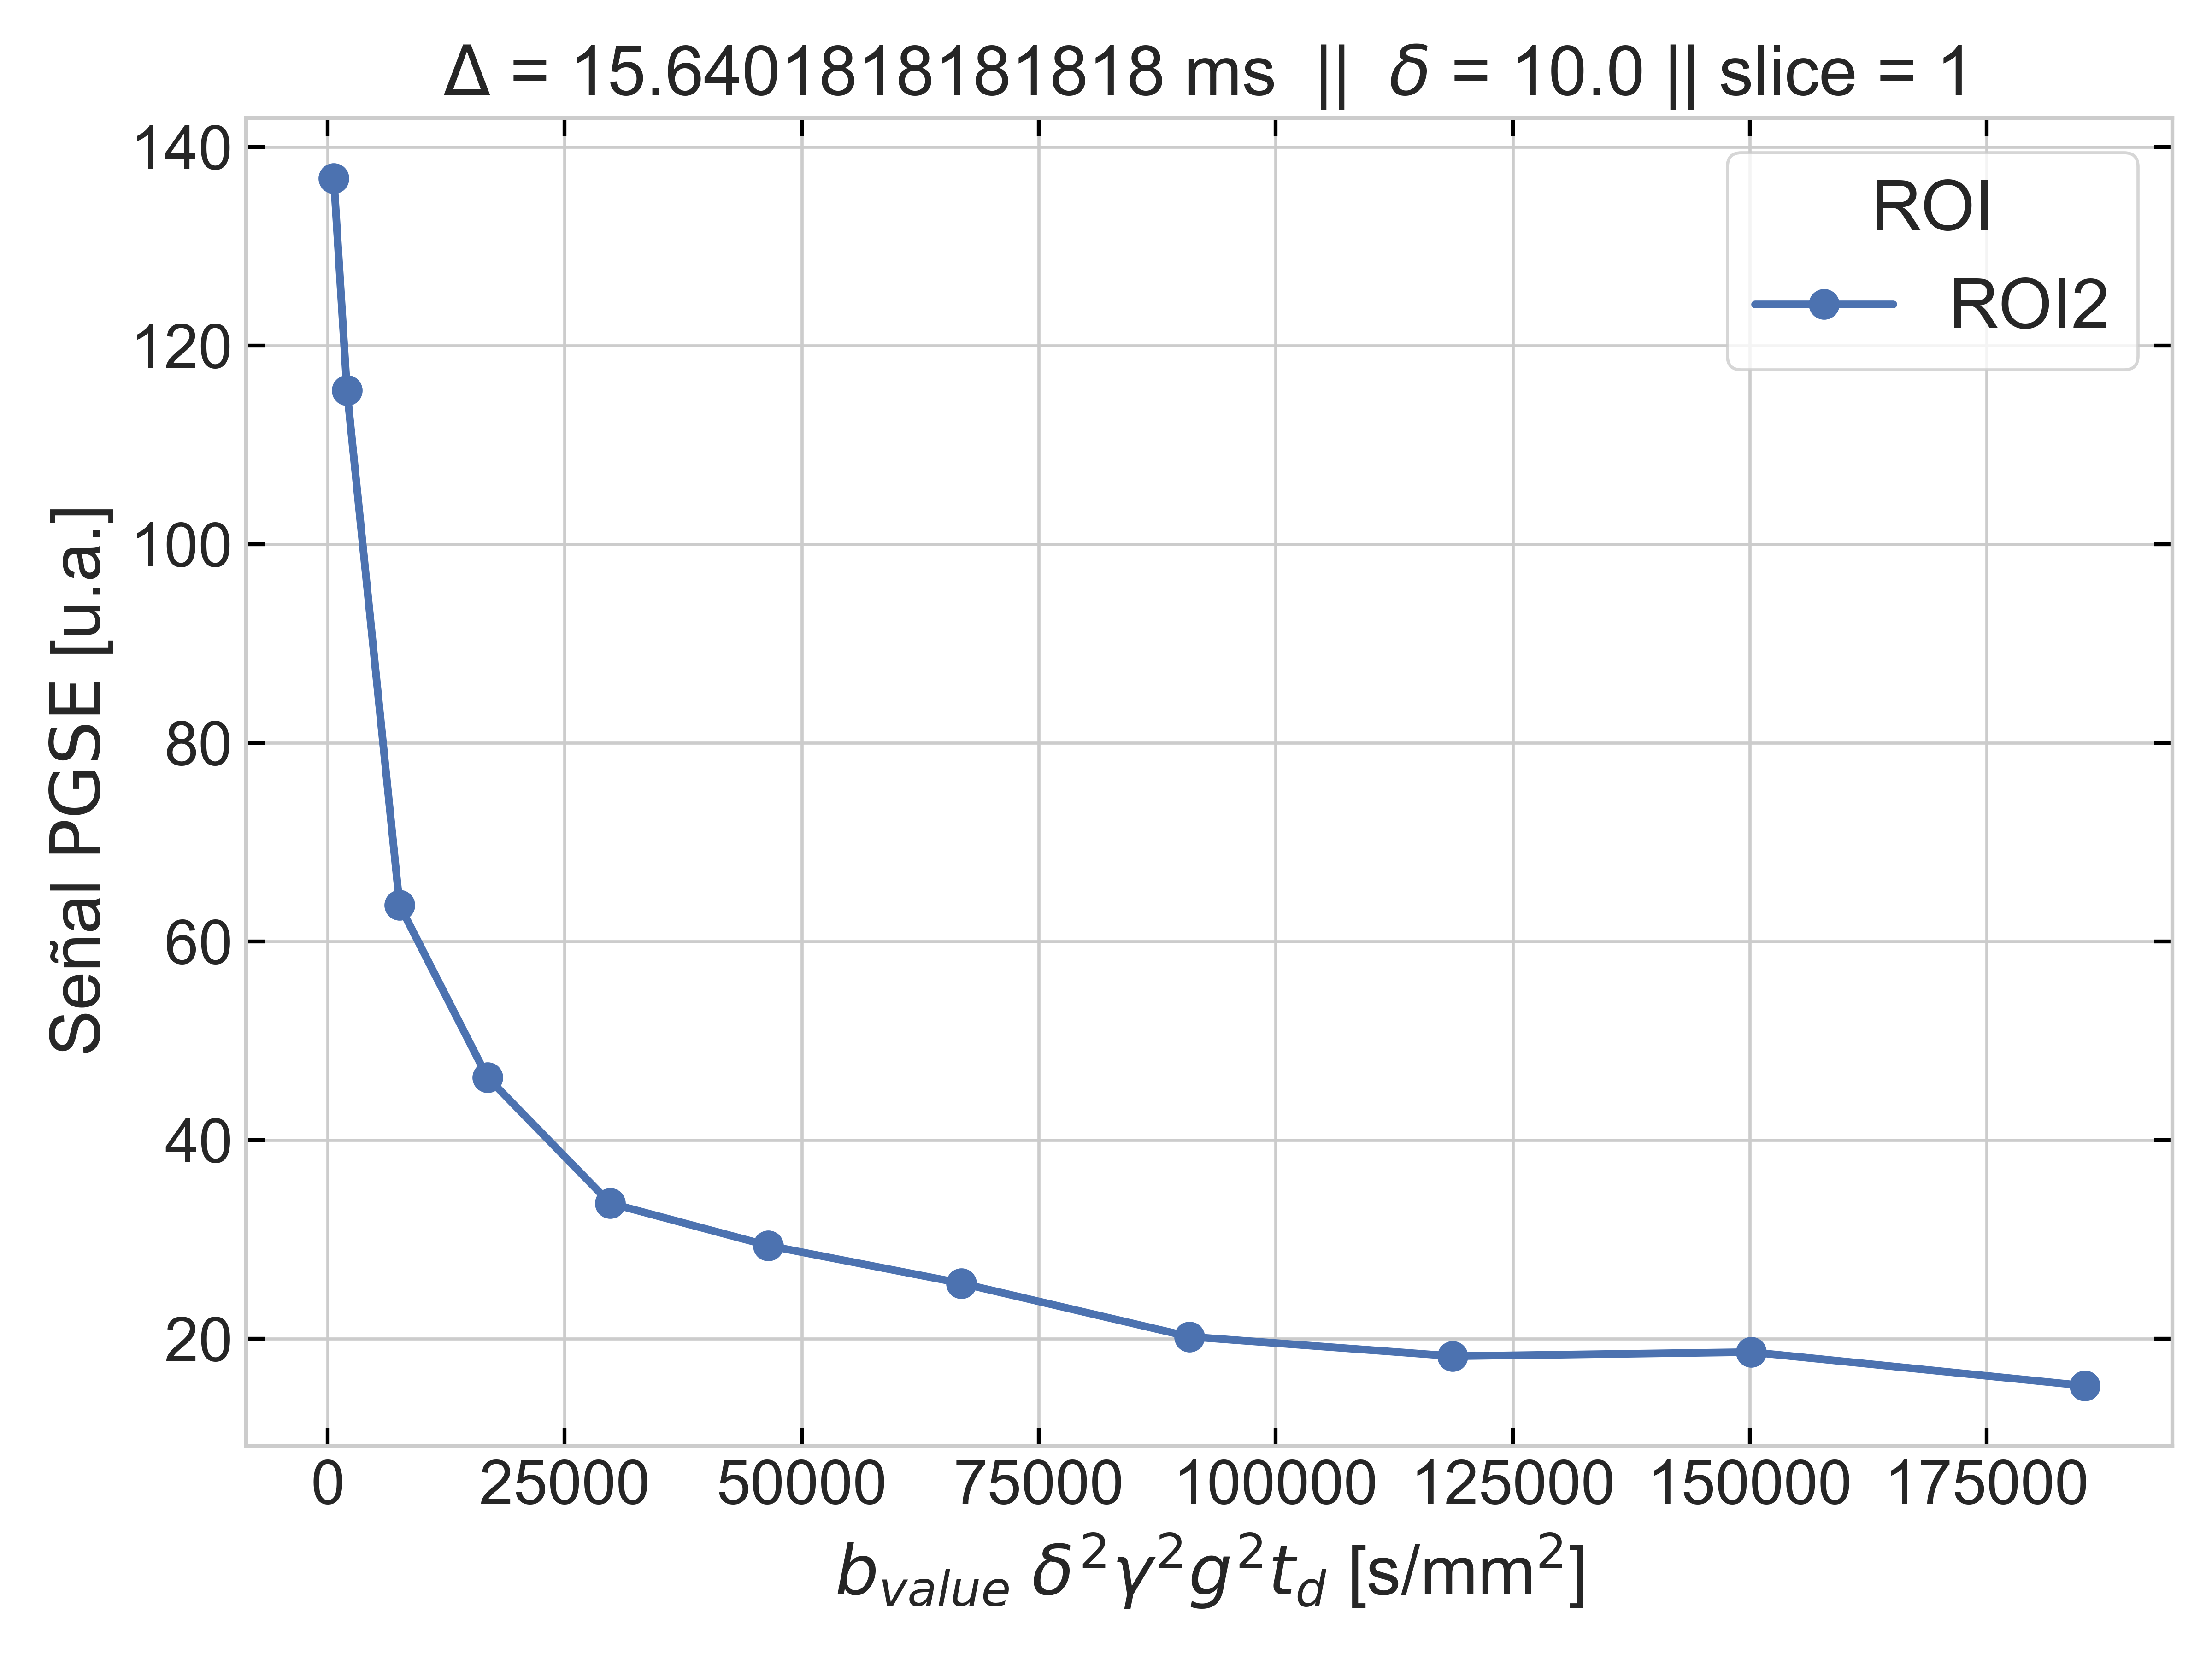 Δ = 15.640181818181818 ms || δ = 10.0 || slice = 1
140
120
100
80
60
40
20
Señal PGSE [u.a.]
ROI
ROI2
0 25000 50000 75000 100000 125000 150000 175000
b_value δ²γ²g²t_d [s/mm²]